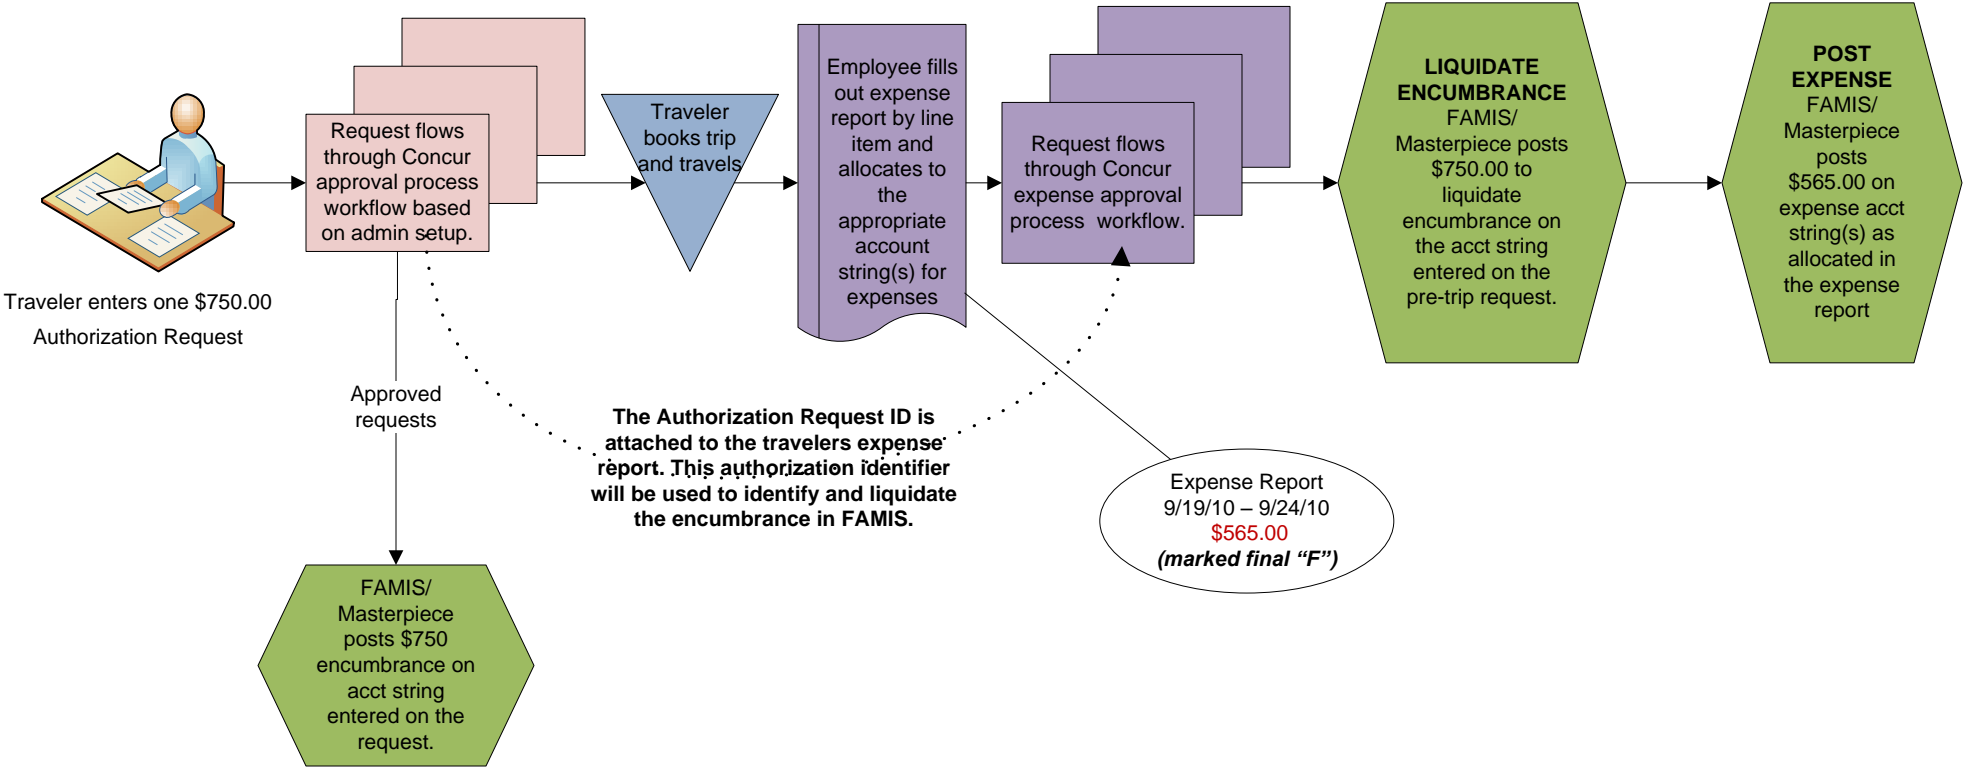 Traveler enters one $750.00
Authorization Request
Request flows
through Concur
approval process
workflow based
on admin setup.
Approved
requests
FAMIS/
Masterpiece
posts $750
encumbrance on
acct string
entered on the
request.
Traveler
books trip
and travels
Employee fills
out expense
report by line
item and
allocates to
the
appropriate
account
string(s) for
expenses
The Authorization Request ID is
attached to the travelers expense
report. This authorization identifier
will be used to identify and liquidate
the encumbrance in FAMIS.
Request flows
through Concur
expense approval
process  workflow.
Expense Report
9/19/10 – 9/24/10
$565.00
(marked final “F”)
LIQUIDATE
ENCUMBRANCE
FAMIS/
Masterpiece posts
$750.00 to
liquidate
encumbrance on
the acct string
entered on the
pre-trip request.
POST
EXPENSE
FAMIS/
Masterpiece
posts
$565.00 on
expense acct
string(s) as
allocated in
the expense
report